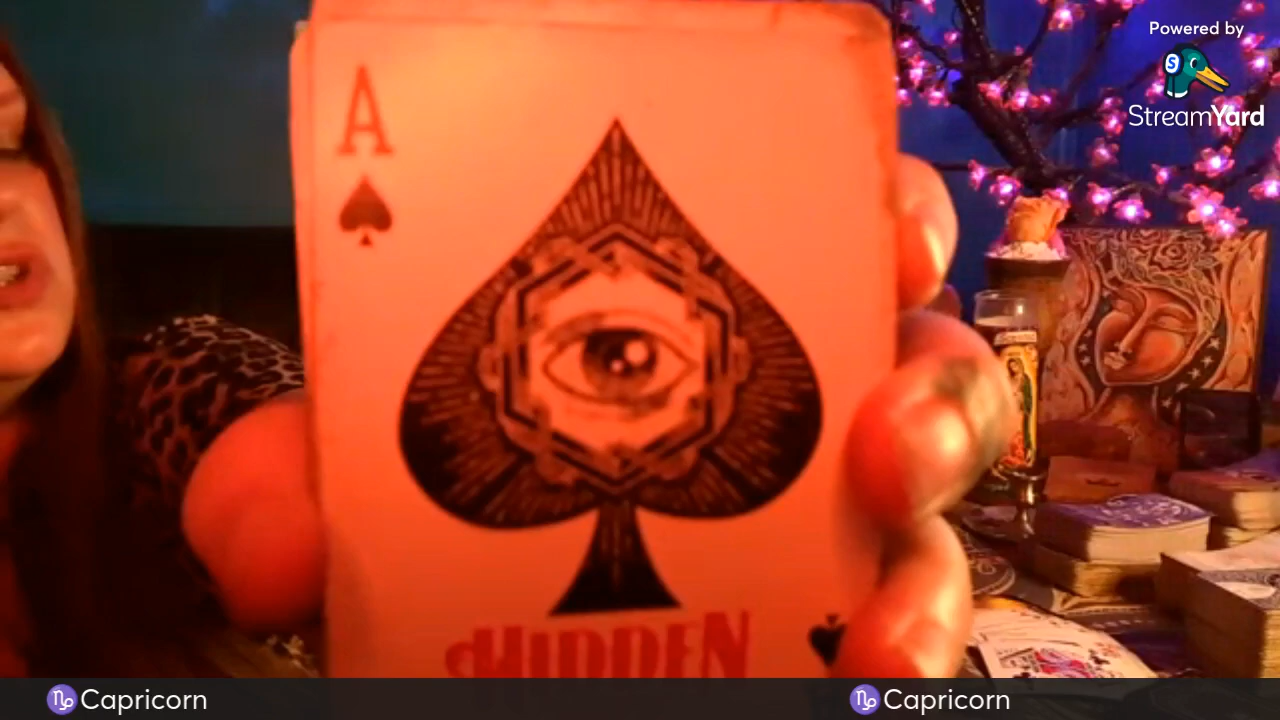 Powered by
S
StreamYard
A
HIDDEN
♑Capricorn
♑Capricorn